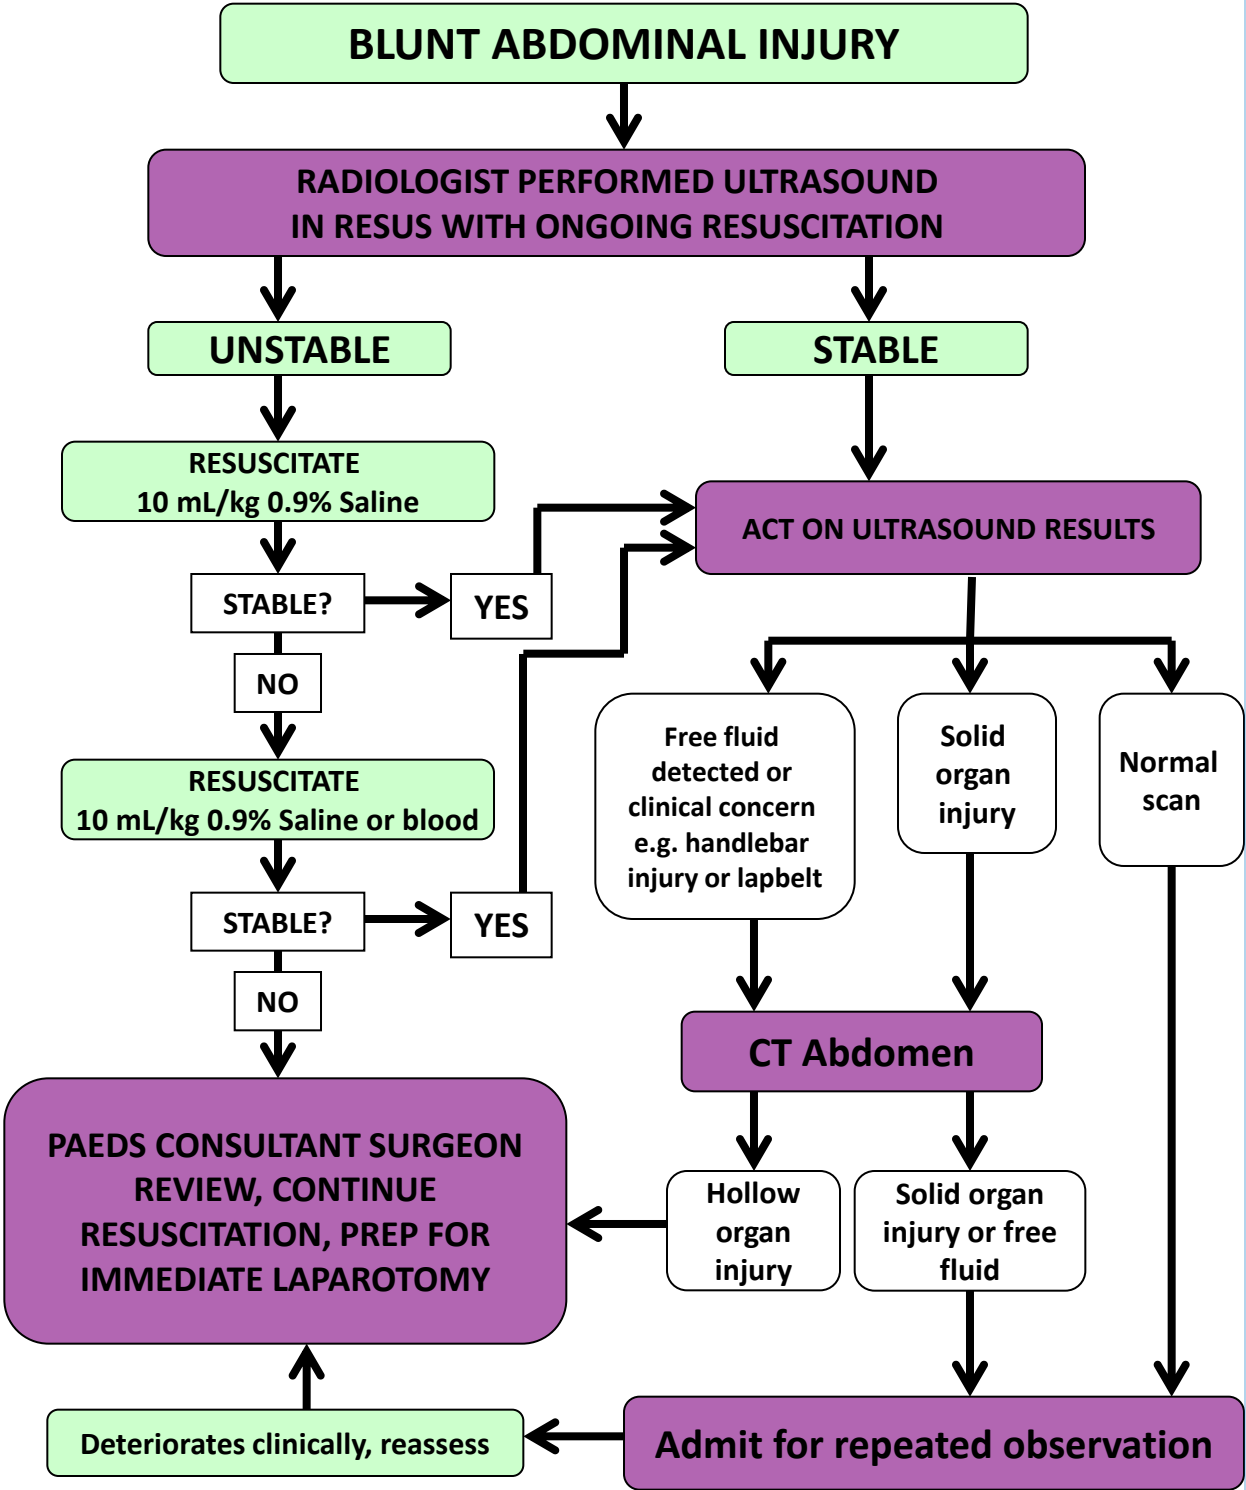 BLUNT ABDOMINAL INJURY
RADIOLOGIST PERFORMED ULTRASOUND
IN RESUS WITH ONGOING RESUSCITATION
UNSTABLE
STABLE
RESUSCITATE
10 mL/kg 0.9% Saline
ACT ON ULTRASOUND RESULTS
STABLE?
YES
NO
RESUSCITATE
10 mL/kg 0.9% Saline or blood
STABLE?
YES
NO
Free fluid
detected or
clinical concern
e.g. handlebar
injury or lapbelt
Solid
organ
injury
Normal
scan
CT Abdomen
PAEDS CONSULTANT SURGEON
REVIEW, CONTINUE
RESUSCITATION, PREP FOR
IMMEDIATE LAPAROTOMY
Hollow
organ
injury
Solid organ
injury or free
fluid
Deteriorates clinically, reassess
Admit for repeated observation